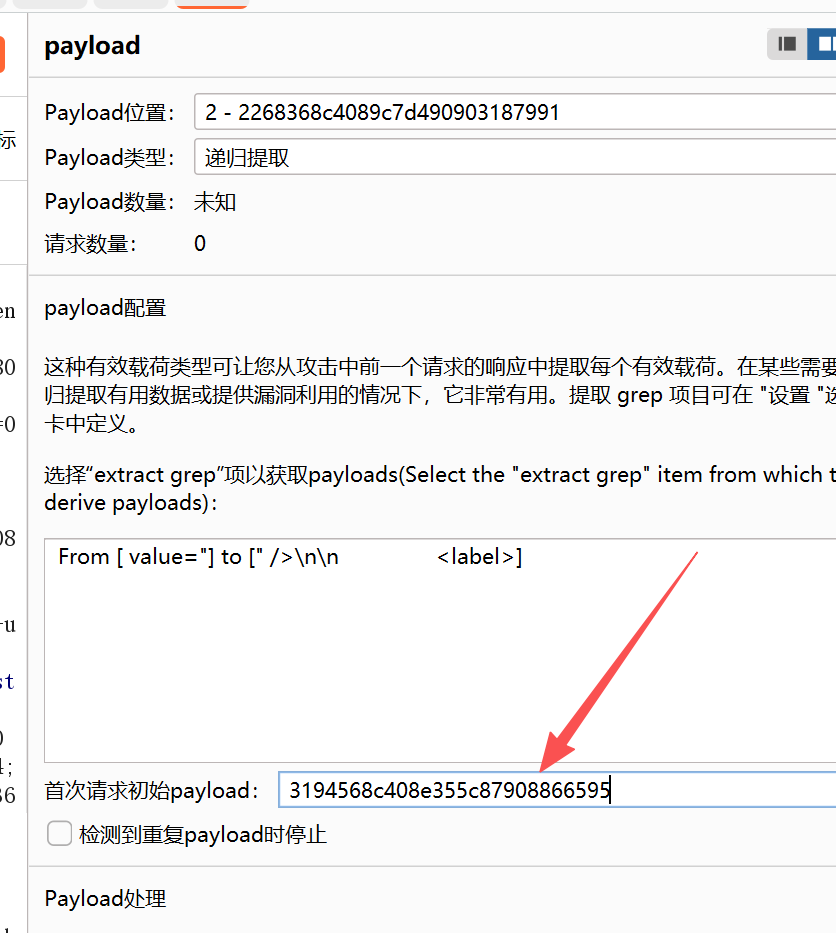 payload
Payload位置： 2 - 2268368c4089c7d490903187991
标
Payload类型： 递归提取
Payload数量： 未知
请求数量： 0
en
payload配置
这种有效载荷类型可让您从攻击中前一个请求的响应中提取每个有效载荷。在某些需要
归提取有用数据或提供漏洞利用的情况下，它非常有用。提取 grep 项目可在 "设置 "选
卡中定义。
选择“extract grep”项以获取payloads(Select the "extract grep" item from which t
derive payloads)：
From [ value="] to [" />\n\n <label>]
首次请求初始payload： 3194568c408e355c87908866595
检测到重复payload时停止
Payload处理